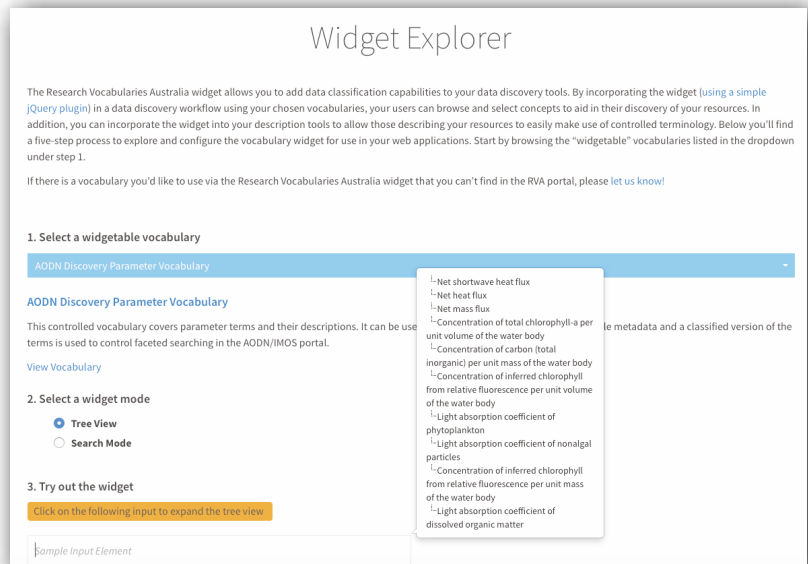 Widget Explorer
The Research Vocabularies Australia widget allows you to add data classification capabilities to your data discovery tools. By incorporating the widget (using a simple
jQuery plugin) in a data discovery workflow using your chosen vocabularies, your users can browse and select concepts to aid in their discovery of your resources. In
addition, you can incorporate the widget into your description tools to allow those describing your resources to easily make use of controlled terminology. Below you'll find
a five-step process to explore and configure the vocabulary widget for use in your web applications. Start by browsing the “widgetable” vocabularies listed in the dropdown
under step 1.
If there is a vocabulary you'd like to use via the Research Vocabularies Australia widget that you can't find in the RVA portal, please let us know!
1. Select a widgetable vocabulary
AODN Discovery Parameter Vocabulary
AODN Discovery Parameter Vocabulary
This controlled vocabulary covers parameter terms and their descriptions. It can be use
le metadata and a classified version of the
terms is used to control faceted searching in the AODN/IMOS portal.
View Vocabulary
2. Select a widget mode
Tree View
Search Mode
3. Try out the widget
Click on the following input to expand the tree view
Sample Input Element
Net shortwave heat flux
Net heat flux
Net mass flux
Concentration of total chlorophyll-a per
unit volume of the water body
Concentration of carbon (total
inorganic) per unit mass of the water body
Concentration of inferred chlorophyll
from relative fluorescence per unit volume
of the water body
Light absorption coefficient of
phytoplankton
Light absorption coefficient of nonalgal
particles
Concentration of inferred chlorophyll
from relative fluorescence per unit mass
of the water body
Light absorption coefficient of
dissolved organic matter